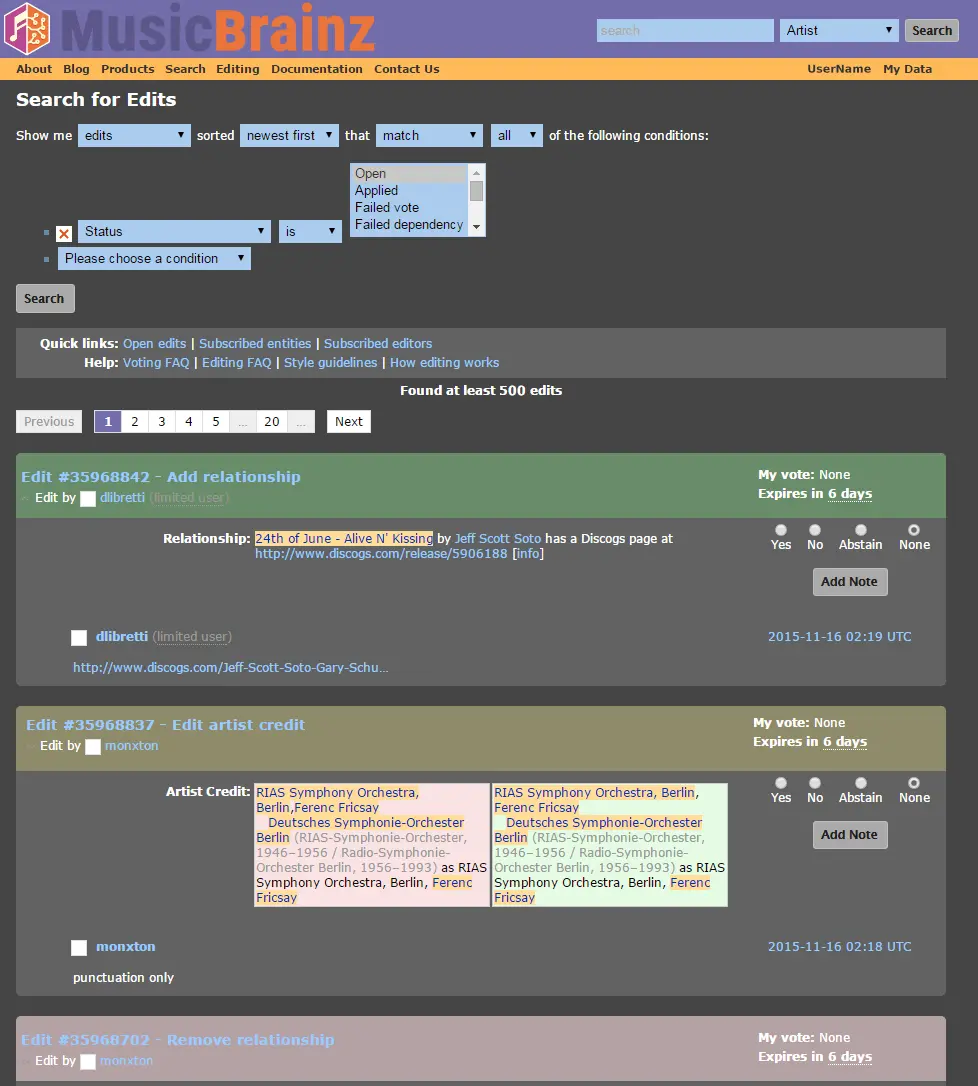 MusicBrainz
search Artist Search
About Blog Products Search Editing Documentation Contact Us UserName My Data
Search for Edits
Show me edits sorted newest first that match all of the following conditions:
Open
Applied
Failed vote
Failed dependency
Status is
Please choose a condition
Search
Quick links: Open edits | Subscribed entities | Subscribed editors
Help: Voting FAQ | Editing FAQ | Style guidelines | How editing works
Found at least 500 edits
Previous 1 2 3 4 5 ... 20 ... Next
Edit #35968842 - Add relationship
Edit by dlibretti (limited user)
My vote: None
Expires in 6 days
Relationship: 24th of June - Alive N' Kissing by Jeff Scott Soto has a Discogs page at
http://www.discogs.com/release/5906188 [info]
Yes No Abstain None
Add Note
dlibretti (limited user) 2015-11-16 02:19 UTC
http://www.discogs.com/Jeff-Scott-Soto-Gary-Schu...
Edit #35968837 - Edit artist credit
Edit by monxton
My vote: None
Expires in 6 days
Artist Credit:
RIAS Symphony Orchestra,
Berlin,Ferenc Fricsay
Deutsches Symphonie-Orchester
Berlin (RIAS-Symphonie-Orchester,
1946–1956 / Radio-Symphonie-
Orchester Berlin, 1956–1993) as RIAS
Symphony Orchestra, Berlin, Ferenc
Fricsay
RIAS Symphony Orchestra, Berlin,
Ferenc Fricsay
Deutsches Symphonie-Orchester
Berlin (RIAS-Symphonie-Orchester,
1946–1956 / Radio-Symphonie-
Orchester Berlin, 1956–1993) as RIAS
Symphony Orchestra, Berlin, Ferenc
Fricsay
Yes No Abstain None
Add Note
monxton 2015-11-16 02:18 UTC
punctuation only
Edit #35968702 - Remove relationship
Edit by monxton
My vote: None
Expires in 6 days